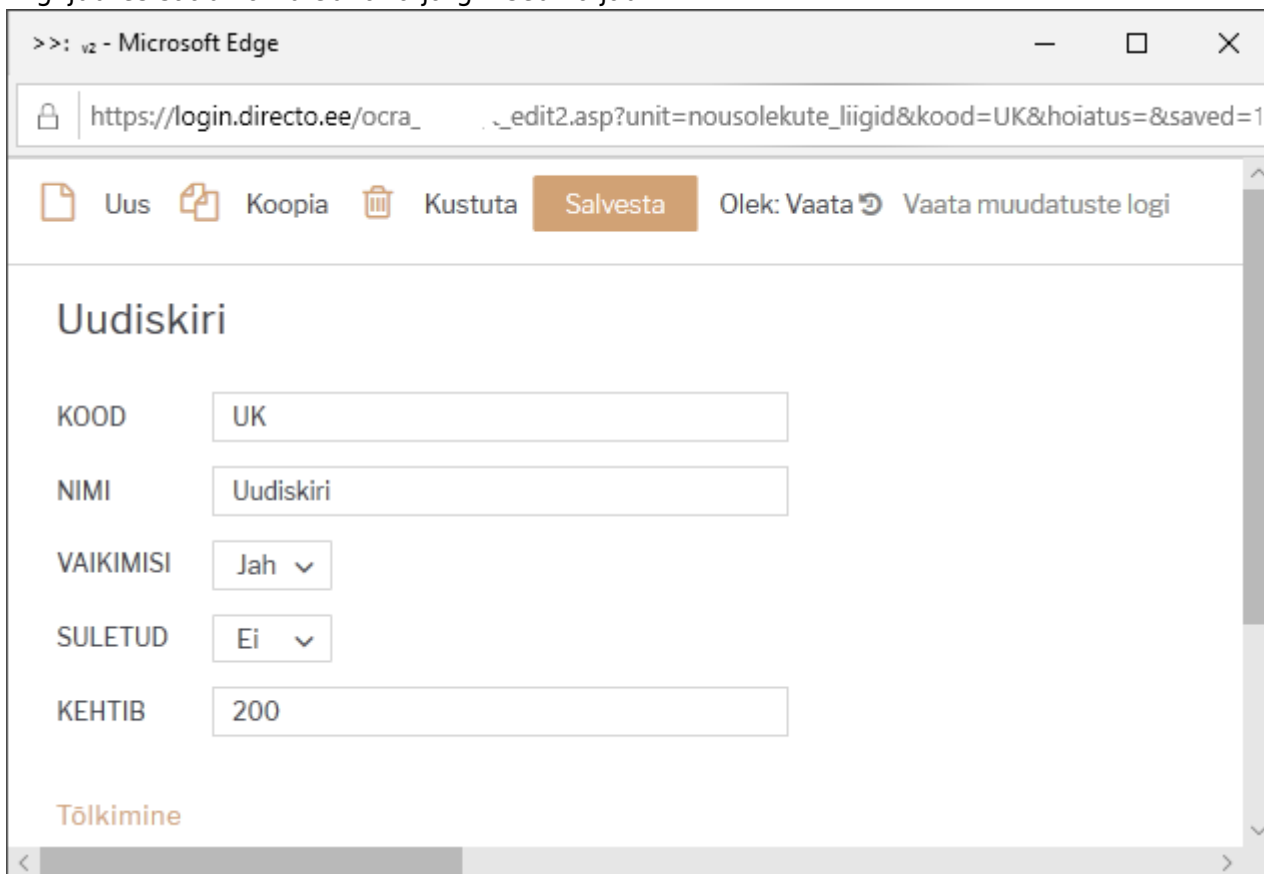 >>: v2 - Microsoft Edge
https://login.directo.ee/ocra_ _edit2.asp?unit=nousolekute_liigid&kood=UK&hoiatus=&saved=1
Uus Koopia Kustuta Salvesta Olek: Vaata Vaata muudatuste logi
Uudiskiri
KOOD UK
NIMI Uudiskiri
VAIKIMISI Jah
SULETUD Ei
KEHTIB 200
Tõlkimine